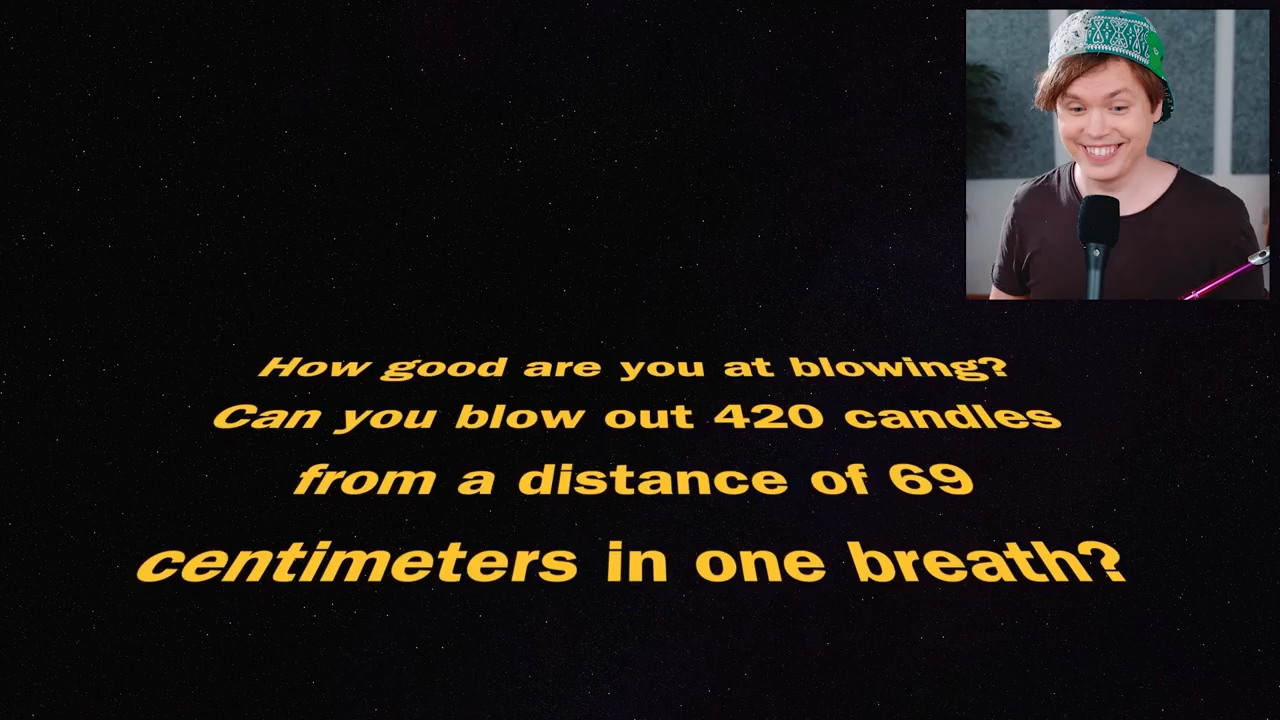 How good are you at blowing?
Can you blow out 420 candles
from a distance of 69
centimeters in one breath?